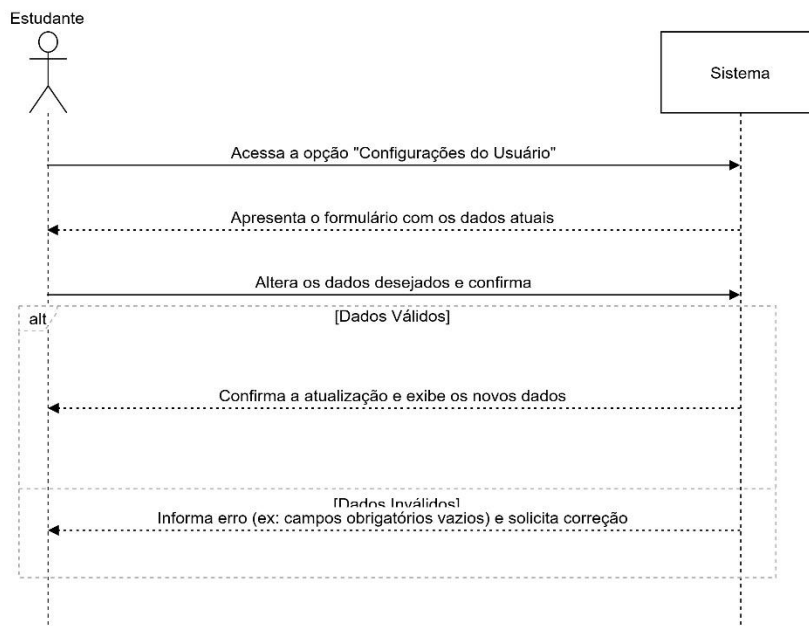 Estudante
Sistema
Acessa a opção "Configurações do Usuário"
Apresenta o formulário com os dados atuais
Altera os dados desejados e confirma
alt
[Dados Válidos]
Confirma a atualização e exibe os novos dados
[Dados Inválidos]
Informa erro (ex: campos obrigatórios vazios) e solicita correção